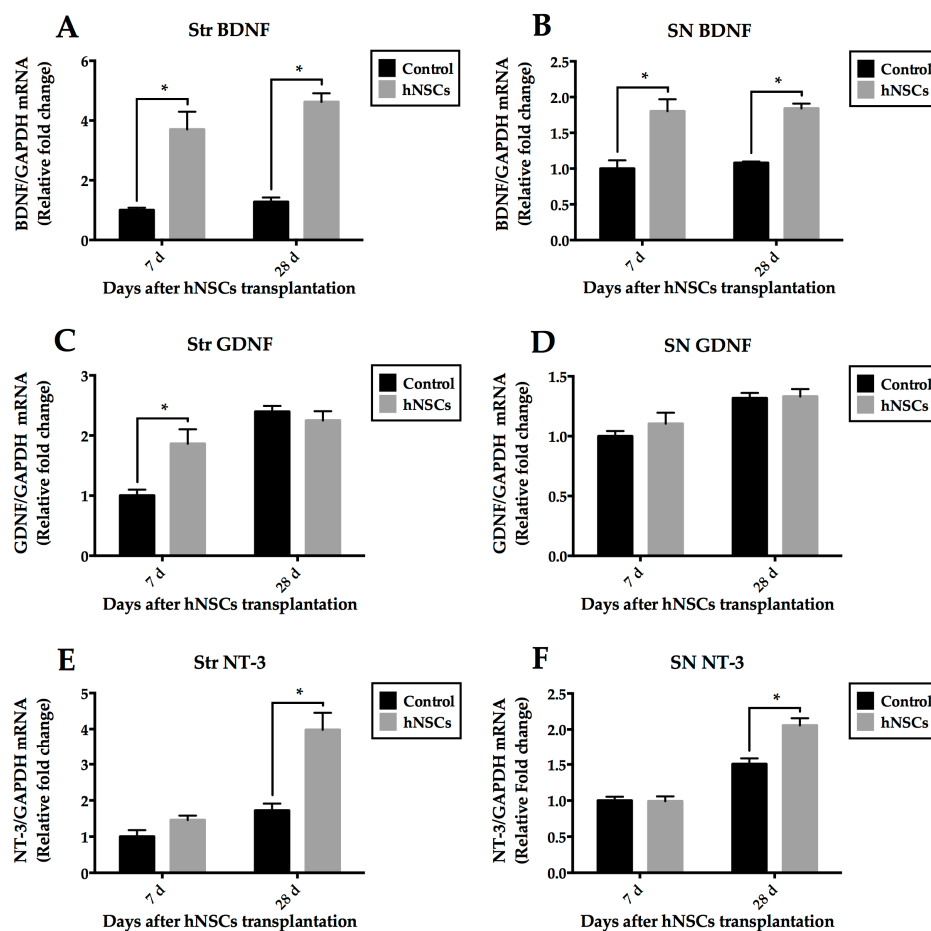 A
Str BDNF
Control
hNSCs
BDNF/GAPDH mRNA
(Relative fold change)
6
4
2
0
*
*
7 d
28 d
Days after hNSCs transplantation
B
SN BDNF
Control
hNSCs
BDNF/GAPDH mRNA
(Relative fold change)
2.5
2.0
1.5
1.0
0.5
0.0
*
*
7 d
28 d
Days after hNSCs transplantation
C
Str GDNF
Control
hNSCs
GDNF/GAPDH mRNA
(Relative fold change)
3
2
1
0
*
7 d
28 d
Days after hNSCs transplantation
D
SN GDNF
Control
hNSCs
GDNF/GAPDH mRNA
(Relative fold change)
1.5
1.0
0.5
0.0
7 d
28 d
Days after hNSCs transplantation
E
Str NT-3
Control
hNSCs
NT-3/GAPDH mRNA
(Relative fold change)
5
4
3
2
1
0
*
7 d
28 d
Days after hNSCs transplantation
F
SN NT-3
Control
hNSCs
NT-3/GAPDH mRNA
(Relative Fold change)
2.5
2.0
1.5
1.0
0.5
0.0
*
7 d
28 d
Days after hNSCs transplantation